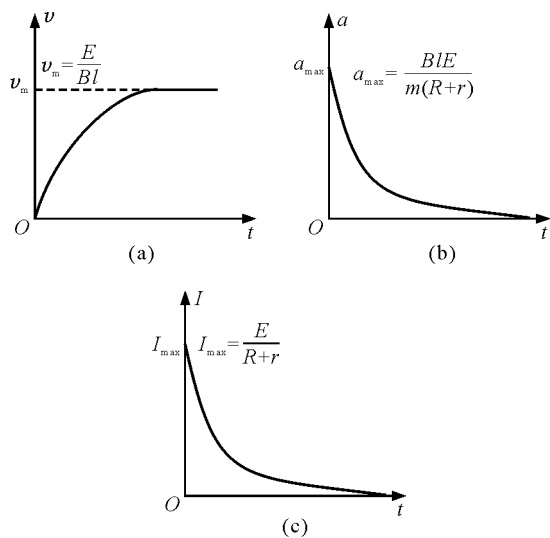 v
v_m = E/Bl
v_m
O
t
(a)
a
a_max
a_max = BlE/m(R+r)
O
t
(b)
I
I_max
I_max = E/R+r
O
t
(c)